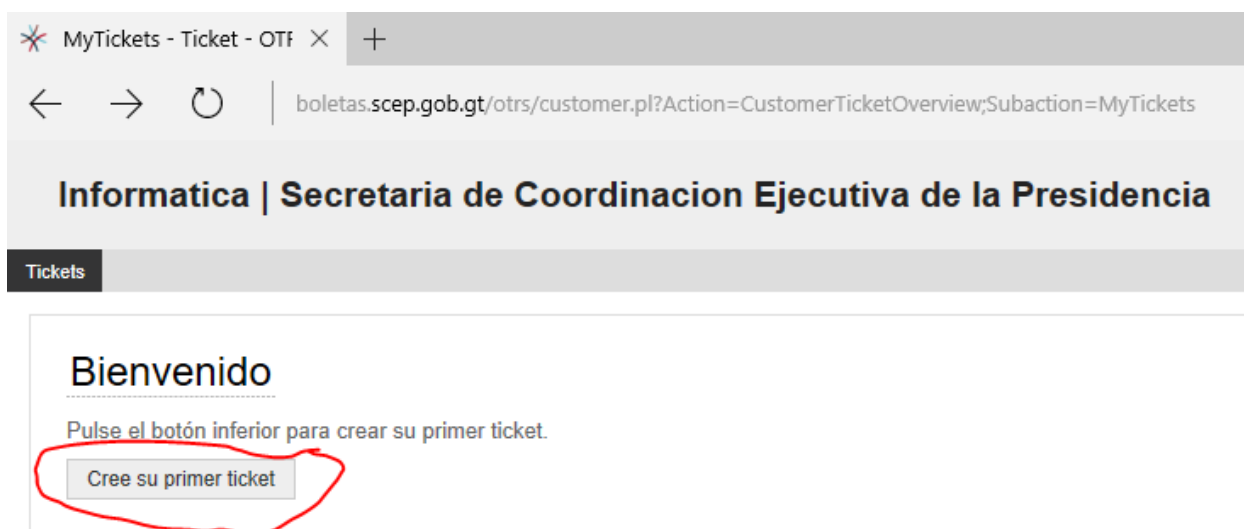 MyTickets - Ticket - OTF
boletas.scep.gob.gt/otrs/customer.pl?Action=CustomerTicketOverview;Subaction=MyTickets
Informatica | Secretaria de Coordinacion Ejecutiva de la Presidencia
Tickets
Bienvenido
Pulse el botón inferior para crear su primer ticket.
Cree su primer ticket